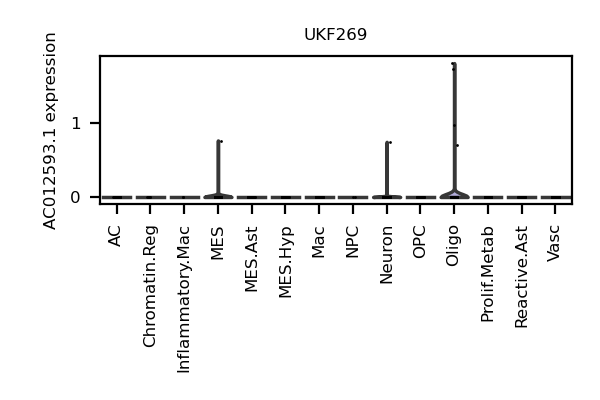 UKF269
AC012593.1 expression
1
0
AC
Chromatin.Reg
Inflammatory.Mac
MES
MES.Ast
MES.Hyp
Mac
NPC
Neuron
OPC
Oligo
Prolif.Metab
Reactive.Ast
Vasc